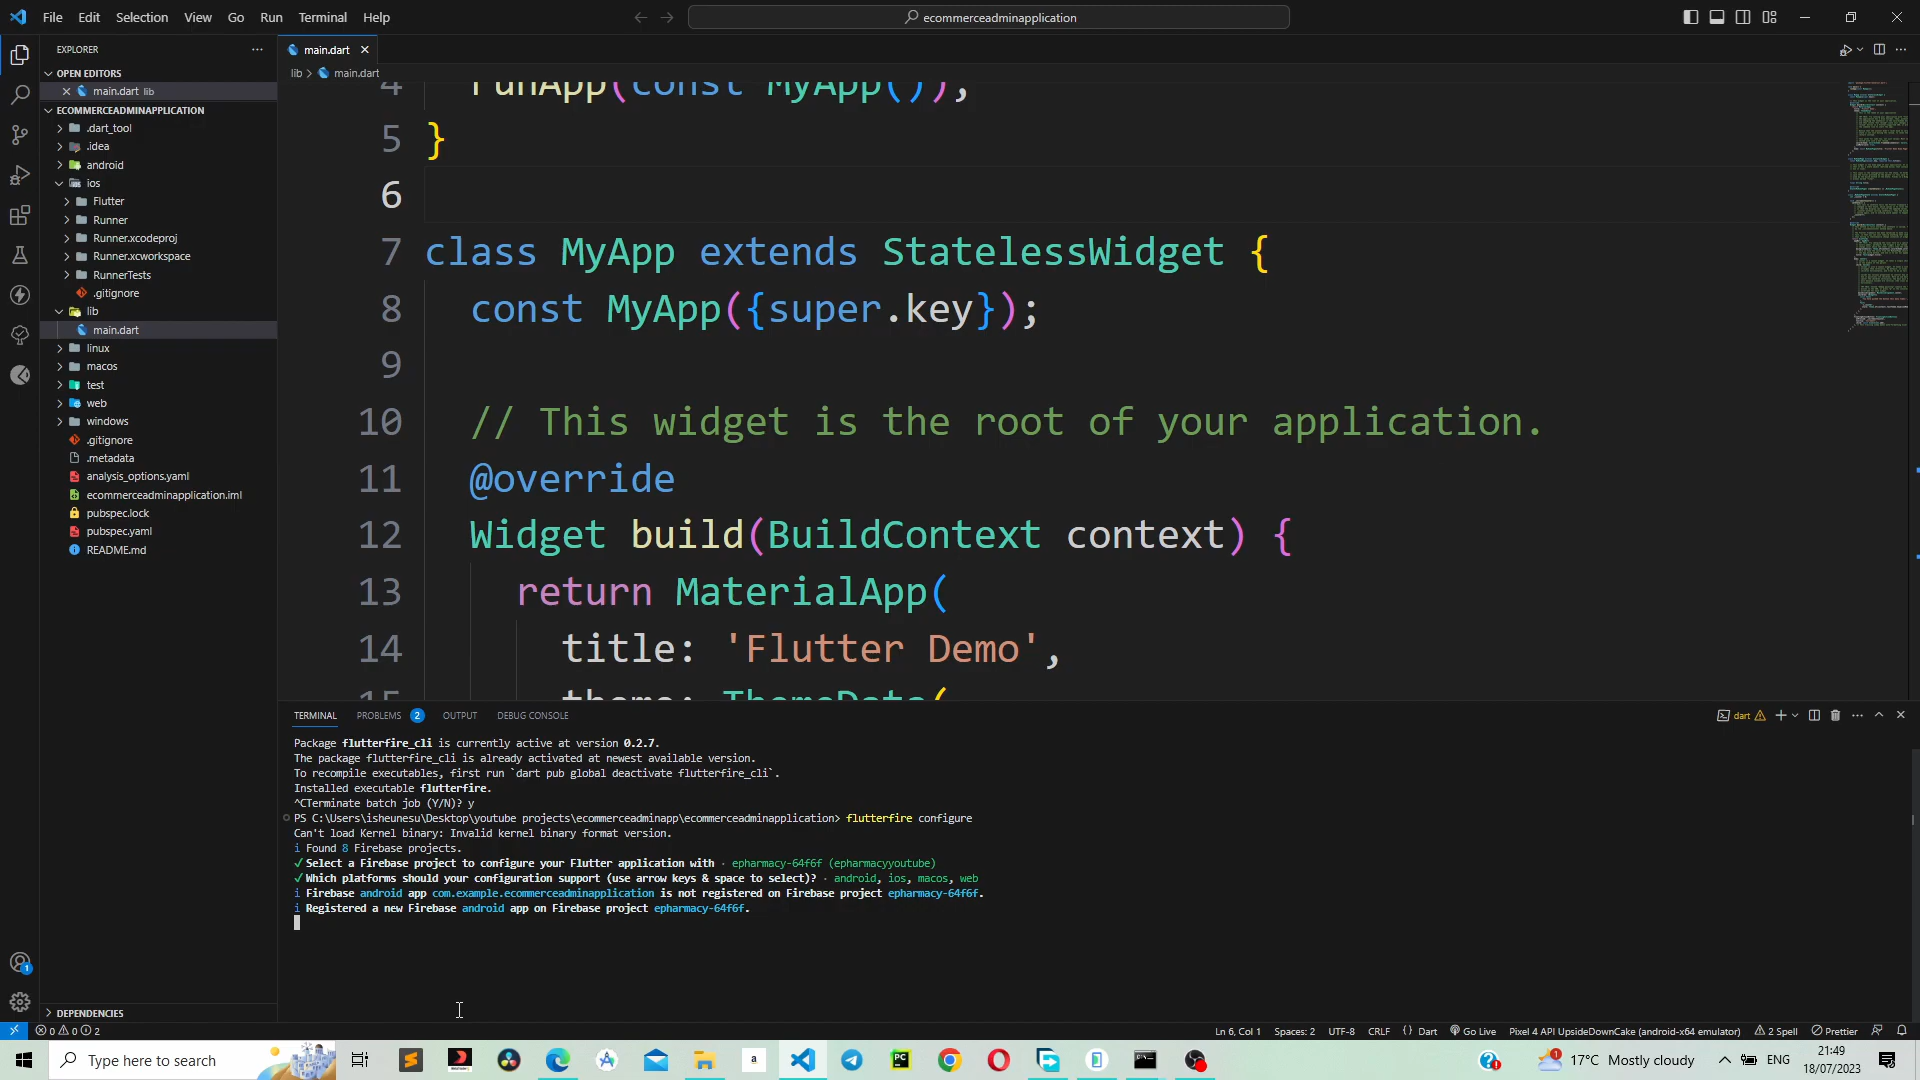 File Edit Selection View Go Run Terminal Help
ecommerceadminapplication
EXPLORER
OPEN EDITORS
main.dart lib
ECOMMERCEADMINAPPLICATION
.dart_tool
.idea
android
ios
Flutter
Runner
Runner.xcodeproj
Runner.xcworkspace
RunnerTests
.gitignore
lib
main.dart
linux
macos
test
web
windows
.gitignore
.metadata
analysis_options.yaml
ecommerceadminapplication.iml
pubspec.lock
pubspec.yaml
README.md
DEPENDENCIES
main.dart
lib > main.dart
4 runApp(const MyApp());
5 }
6
7 class MyApp extends StatelessWidget {
8 const MyApp({super.key});
9
10 // This widget is the root of your application.
11 @override
12 Widget build(BuildContext context) {
13 return MaterialApp(
14 title: 'Flutter Demo',
15 theme: ThemeData(
TERMINAL PROBLEMS 2 OUTPUT DEBUG CONSOLE
dart
Package flutterfire_cli is currently active at version 0.2.7.
The package flutterfire_cli is already activated at newest available version.
To recompile executables, first run `dart pub global deactivate flutterfire_cli`.
Installed executable flutterfire.
^CTerminate batch job (Y/N)? y
PS C:\Users\isheunesu\Desktop\youtube projects\ecommerceadminapp\ecommerceadminapplication> flutterfire configure
Can't load Kernel binary: Invalid kernel binary format version.
i Found 8 Firebase projects.
✓ Select a Firebase project to configure your Flutter application with · epharmacy-64f6f (epharmacyyoutube)
✓ Which platforms should your configuration support (use arrow keys & space to select)? · android, ios, macos, web
i Firebase android app com.example.ecommerceadminapplication is not registered on Firebase project epharmacy-64f6f.
i Registered a new Firebase android app on Firebase project epharmacy-64f6f.
0 0 2
Ln 6, Col 1 Spaces: 2 UTF-8 CRLF {} Dart Go Live Pixel 4 API UpsideDownCake (android-x64 emulator) 2 Spell Prettier
Type here to search
17°C Mostly cloudy
ENG
21:49
18/07/2023